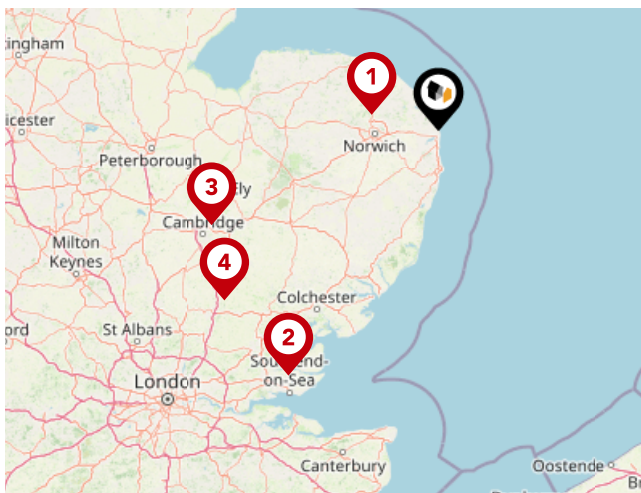 ingham
1
icester
Norwich
Peterborough
3
Ely
Cambridge
Milton
Keynes
4
Colchester
ord
St Albans
2
Southend-
on-Sea
London
Canterbury
Oostende
B